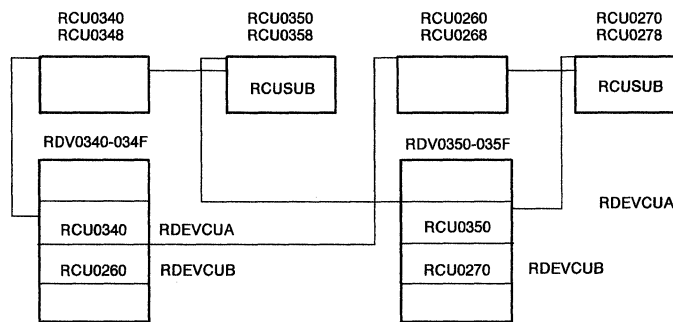 RCU0340 RCU0350 RCU0260 RCU0270
RCU0348 RCU0358 RCU0268 RCU0278
RCUSUB RCUSUB
RDV0340-034F RDV0350-035F
RDEVCUA
RCU0340 RDEVCUA RCU0350
RCU0260 RDEVCUB RCU0270 RDEVCUB